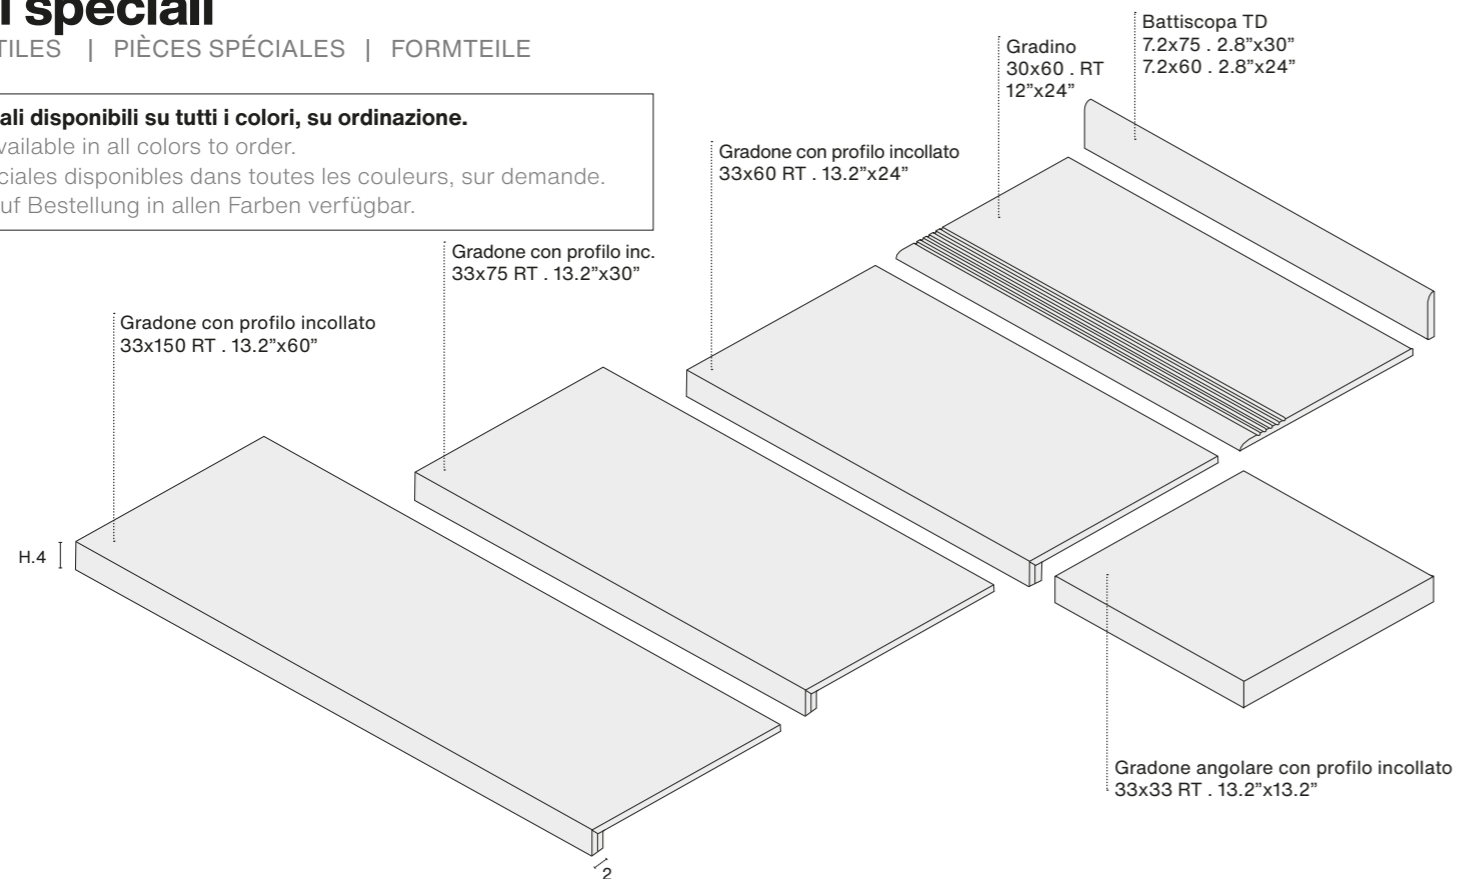 i speciali
TILES | PIÈCES SPÉCIALES | FORMTEILE
ali disponibili su tutti i colori, su ordinazione.
vailable in all colors to order.
ciales disponibles dans toutes les couleurs, sur demande.
uf Bestellung in allen Farben verfügbar.
Battiscopa TD
7.2x75 . 2.8”x30”
7.2x60 . 2.8”x24”
Gradino
30x60 . RT
12”x24”
Gradone con profilo incollato
33x60 RT . 13.2”x24”
Gradone con profilo inc.
33x75 RT . 13.2”x30”
Gradone con profilo incollato
33x150 RT . 13.2”x60”
H.4
2
Gradone angolare con profilo incollato
33x33 RT . 13.2”x13.2”